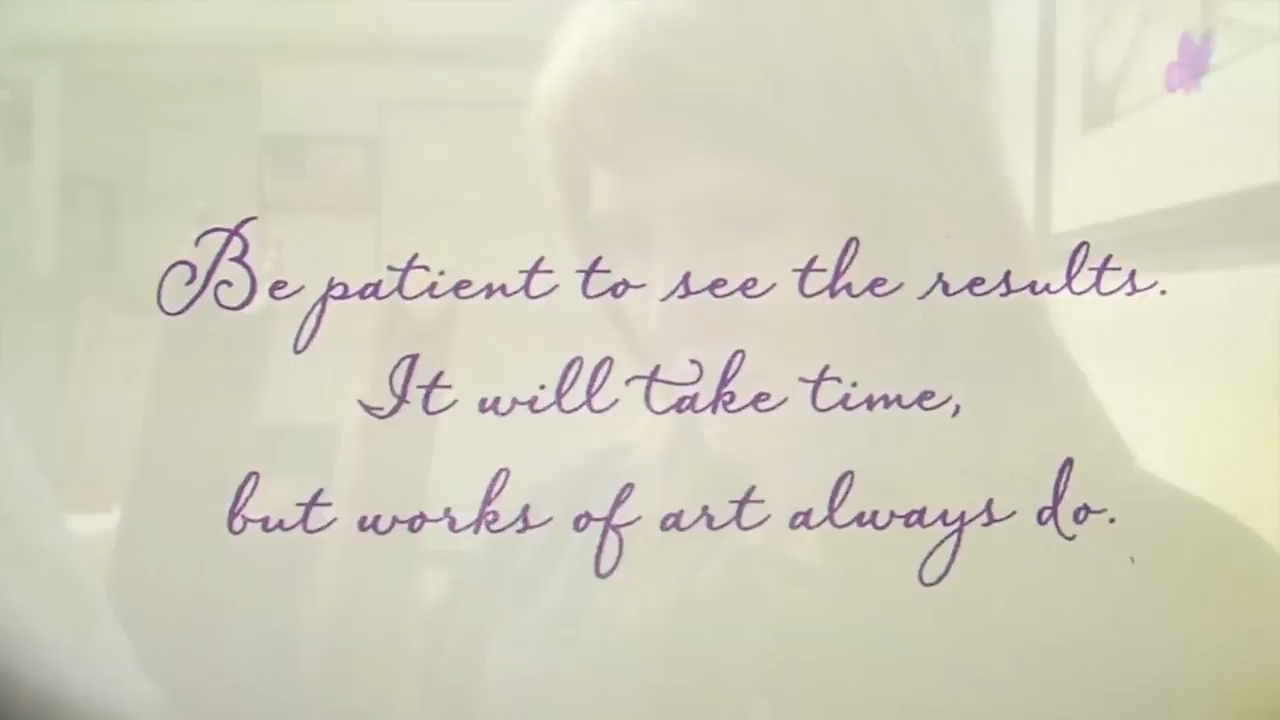 Be patient to see the results.
It will take time,
but works of art always do.